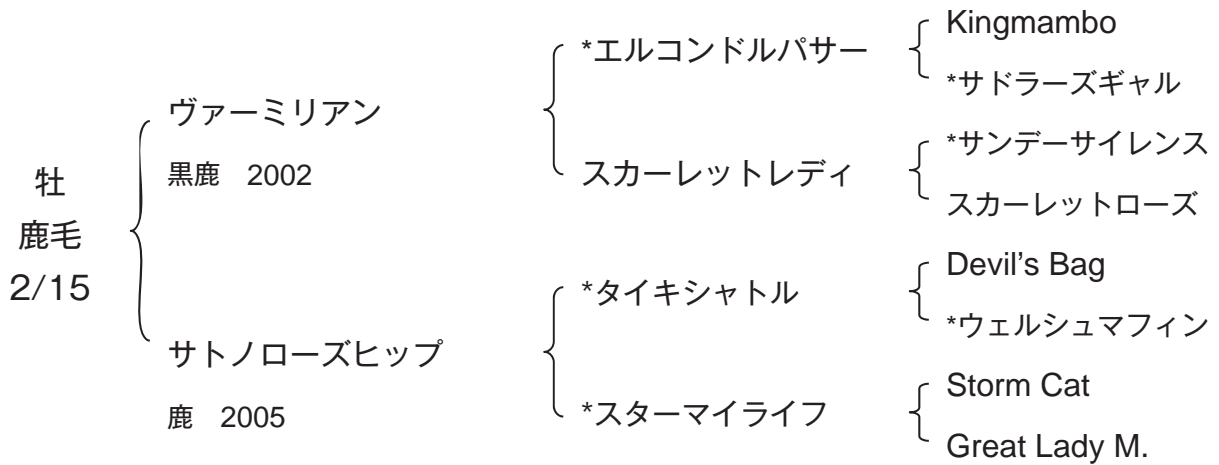 牡
鹿毛
2/15
ヴァーミリアン
黒鹿 2002
サトノローズヒップ
鹿 2005
*エルコンドルパサー
スカーレットレディ
*タイキシャトル
*スターマイライフ
Kingmambo
*サドラーズギャル
*サンデーサイレンス
スカーレットローズ
Devil's Bag
*ウェルシュマフィン
Storm Cat
Great Lady M.